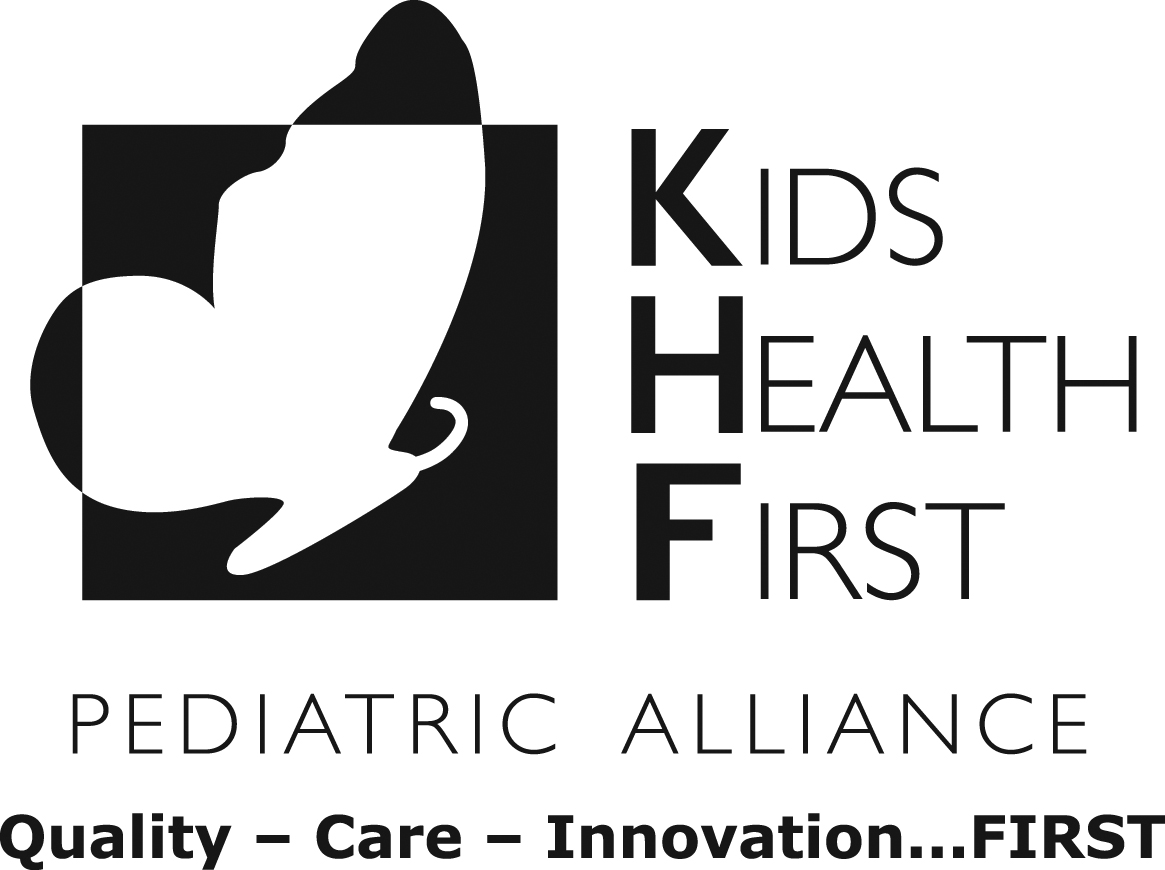 KIDS
HEALTH
FIRST
PEDIATRIC ALLIANCE
Quality – Care – Innovation...FIRST